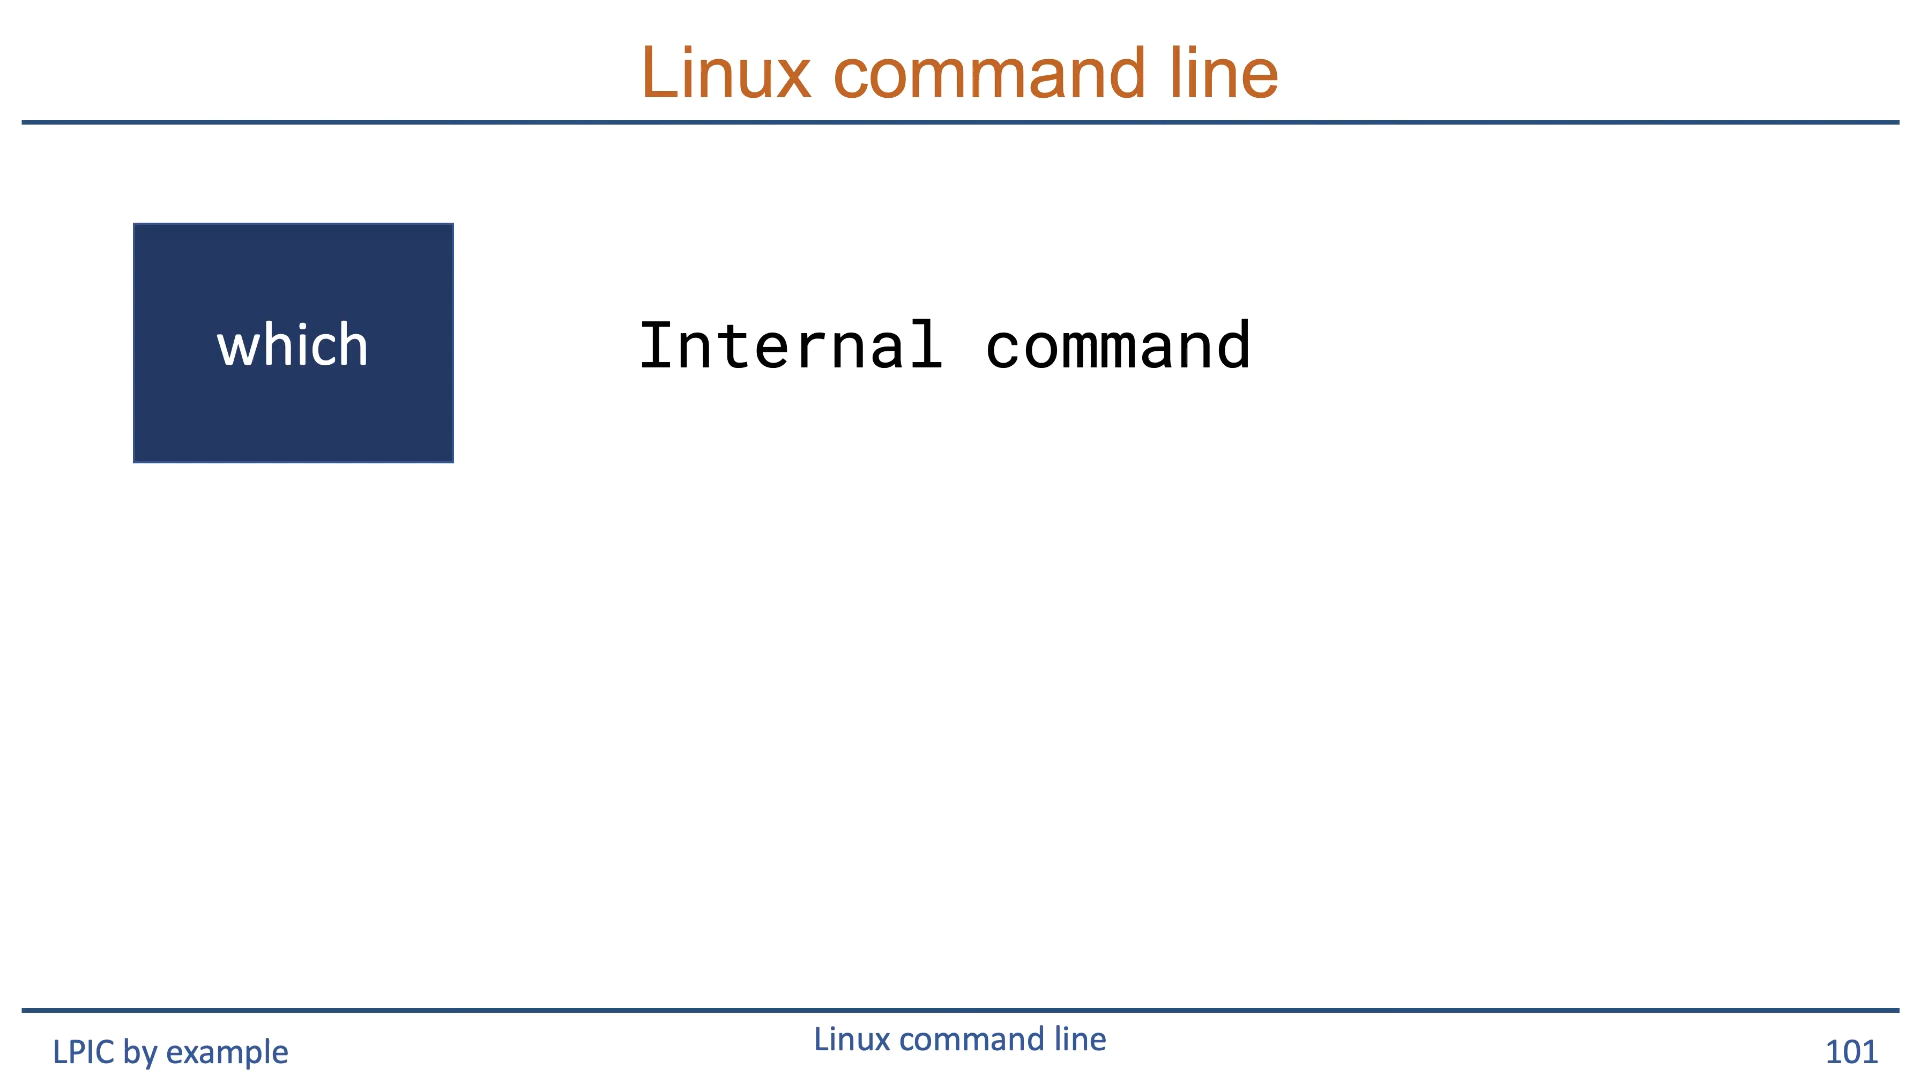 Linux command line
which
Internal command
LPIC by example
Linux command line
101